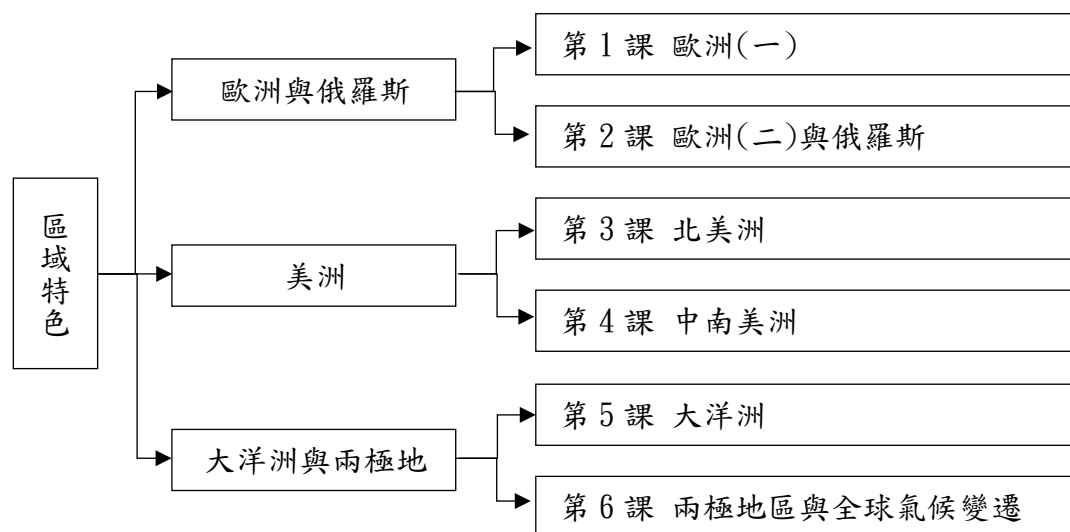 區域特色
歐洲與俄羅斯
第1課 歐洲(一)
第2課 歐洲(二)與俄羅斯
美洲
第3課 北美洲
第4課 中南美洲
大洋洲與兩極地
第5課 大洋洲
第6課 兩極地區與全球氣候變遷